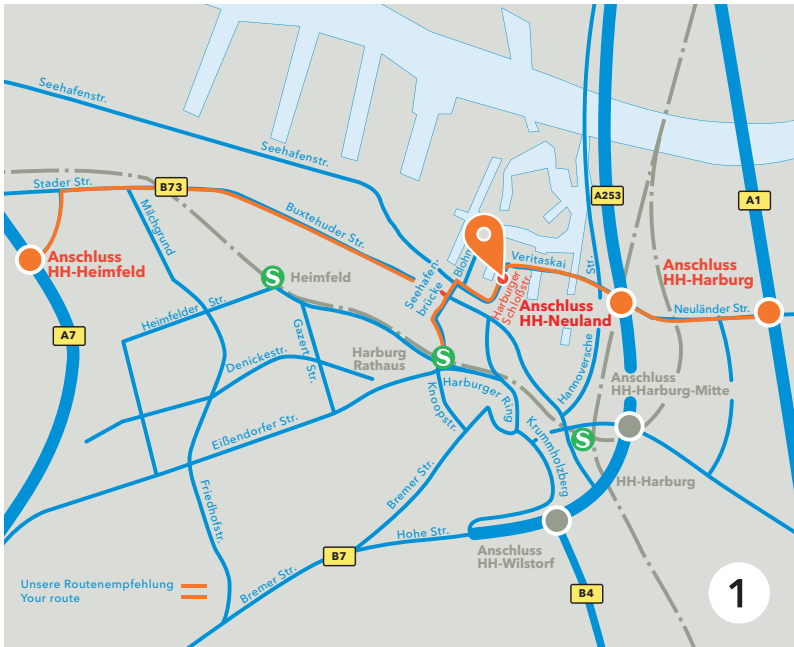 Seehafenstr.
Seehafenstr.
Stader Str.
B73
Milchgrund
Buxtehuder Str.
A253
A1
Anschluss
HH-Heimfeld
S
Heimfeld
Seehafen-
brücke
Blohm
Veritaskai
Harburger
Schloßstr.
Str.
Anschluss
HH-Harburg
Anschluss
HH-Neuland
Neuländer Str.
A7
Heimfelder Str.
Gazert Str.
Denickestr.
Harburg
Rathaus
S
Hannoversche
Anschluss
HH-Harburg-Mitte
Harburger Ring
Knoopstr.
Eißendorfer Str.
Krummholzberg
S
HH-Harburg
Bremer Str.
Friedhofstr.
Hohe Str.
Anschluss
HH-Wilstorf
B7
Bremer Str.
B4
Unsere Routenempfehlung
Your route
1